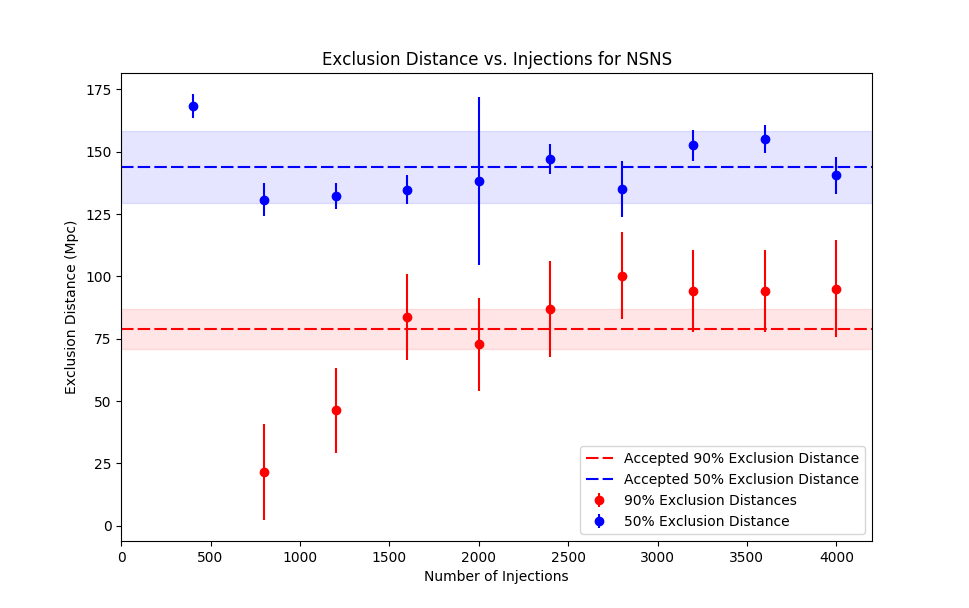 Exclusion Distance vs. Injections for NSNS
Exclusion Distance (Mpc)
175
150
125
100
75
50
25
0
0 500 1000 1500 2000 2500 3000 3500 4000
Number of Injections
Accepted 90% Exclusion Distance
Accepted 50% Exclusion Distance
90% Exclusion Distances
50% Exclusion Distance